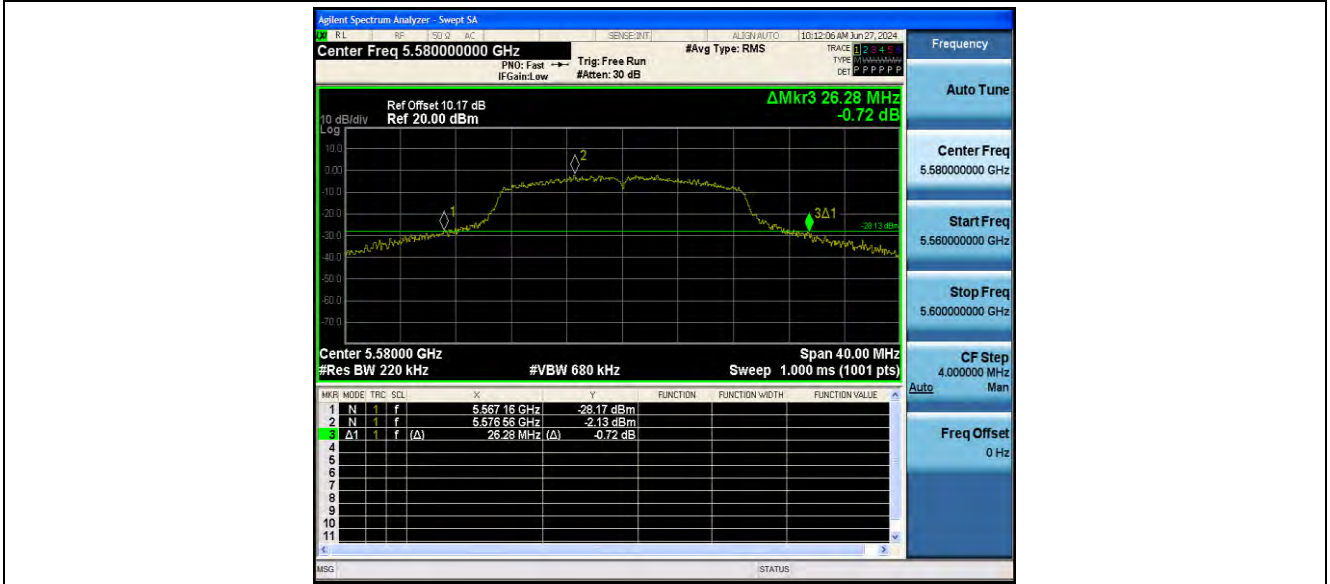 Agilent Spectrum Analyzer - Swept SA
RL RF 50 Ω AC SENSE:INT ALIGN AUTO 10:12:06 AM Jun 27, 2024
Center Freq 5.580000000 GHz
#Avg Type: RMS
TRACE 1 2 3 4 5 6
PNO: Fast Trig: Free Run
TYPE M
IFGain:Low #Atten: 30 dB
DET P P P P P P
Frequency
Auto Tune
ΔMkr3 26.28 MHz
-0.72 dB
Ref Offset 10.17 dB
10 dB/div Ref 20.00 dBm
Log
10.0
0.00
-10.0
-20.0
-30.0
-40.0
-50.0
-60.0
-70.0
1
2
3Δ1
-28.13 dBm
Center 5.58000 GHz Span 40.00 MHz
#Res BW 220 kHz #VBW 680 kHz Sweep 1.000 ms (1001 pts)
MKR MODE TRC SCL X Y FUNCTION FUNCTION WIDTH FUNCTION VALUE
1 N 1 f 5.567 16 GHz -28.17 dBm
2 N 1 f 5.576 56 GHz -2.13 dBm
3 Δ1 1 f (Δ) 26.28 MHz (Δ) -0.72 dB
4
5
6
7
8
9
10
11
Center Freq
5.580000000 GHz
Start Freq
5.560000000 GHz
Stop Freq
5.600000000 GHz
CF Step
4.000000 MHz
Auto Man
Freq Offset
0 Hz
MSG STATUS